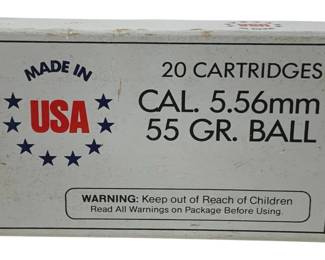 MADE IN
USA
20 CARTRIDGES
CAL. 5.56mm
55 GR. BALL
WARNING: Keep out of Reach of Children
Read All Warnings on Package Before Using.